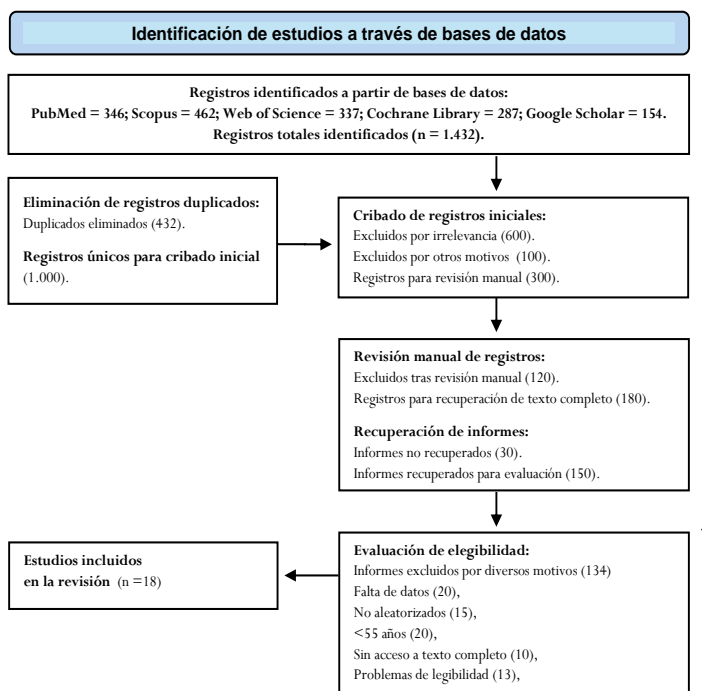 Identificación de estudios a través de bases de datos
Registros identificados a partir de bases de datos:
PubMed = 346; Scopus = 462; Web of Science = 337; Cochrane Library = 287; Google Scholar = 154.
Registros totales identificados (n = 1.432).
Eliminación de registros duplicados:
Duplicados eliminados (432).
Registros únicos para cribado inicial
(1.000).
Cribado de registros iniciales:
Excluidos por irrelevancia (600).
Excluidos por otros motivos (100).
Registros para revisión manual (300).
Revisión manual de registros:
Excluidos tras revisión manual (120).
Registros para recuperación de texto completo (180).
Recuperación de informes:
Informes no recuperados (30).
Informes recuperados para evaluación (150).
Evaluación de elegibilidad:
Informes excluidos por diversos motivos (134)
Falta de datos (20),
No aleatorizados (15),
<55 años (20),
Sin acceso a texto completo (10),
Problemas de legibilidad (13),
Estudios incluidos
en la revisión (n =18)